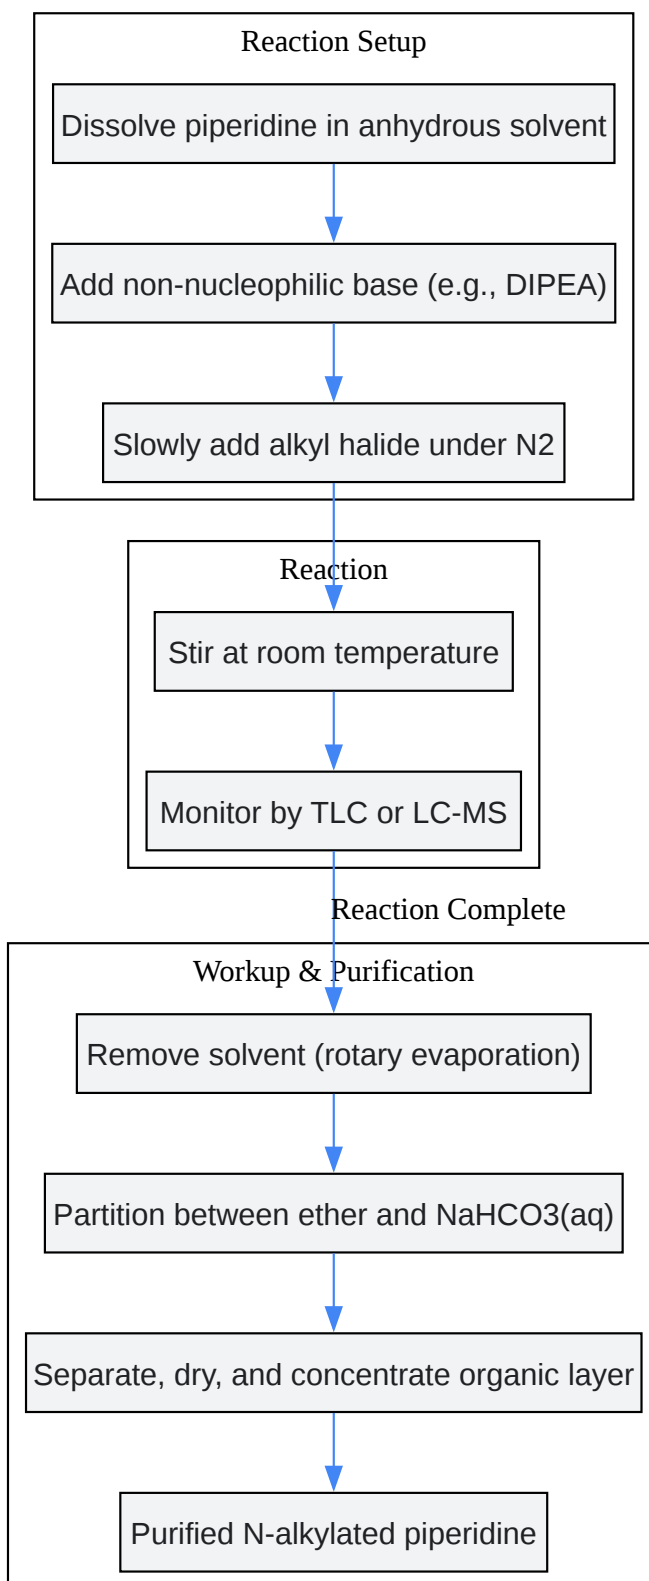 Reaction Setup
Dissolve piperidine in anhydrous solvent
Add non-nucleophilic base (e.g., DIPEA)
Slowly add alkyl halide under N2
Reaction
Stir at room temperature
Monitor by TLC or LC-MS
Reaction Complete
Workup & Purification
Remove solvent (rotary evaporation)
Partition between ether and NaHCO3(aq)
Separate, dry, and concentrate organic layer
Purified N-alkylated piperidine